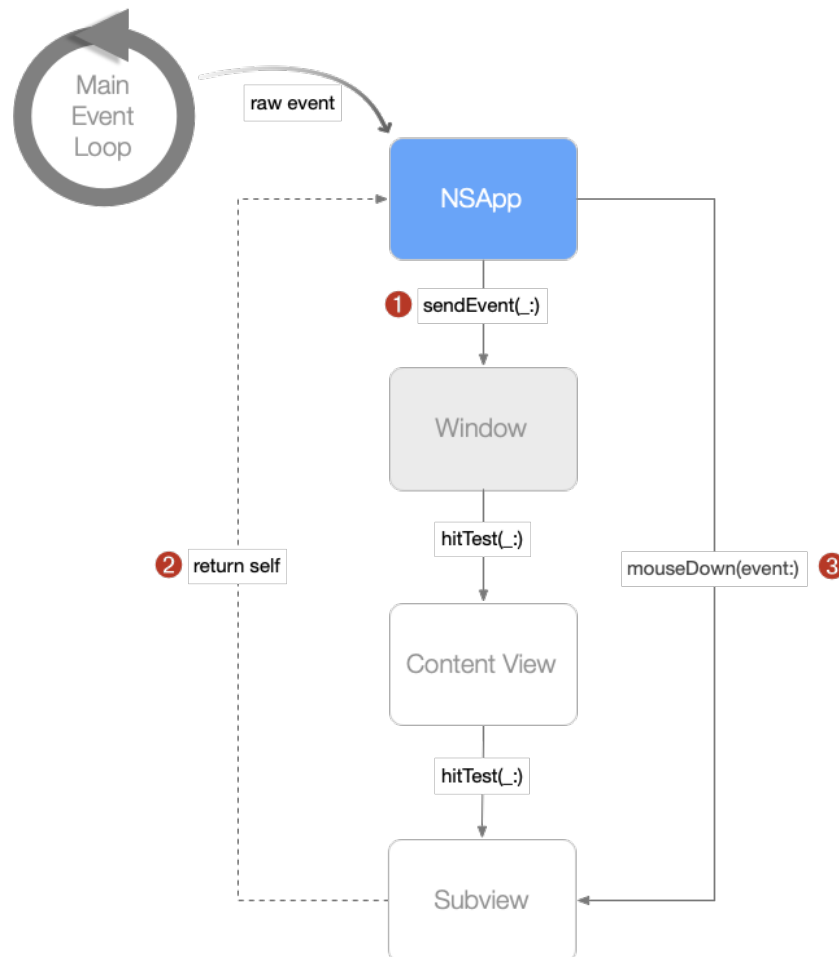 Main
Event
Loop
raw event
NSApp
1 sendEvent(_:)
Window
hitTest(_:)
2 return self
mouseDown(event:) 3
Content View
hitTest(_:)
Subview